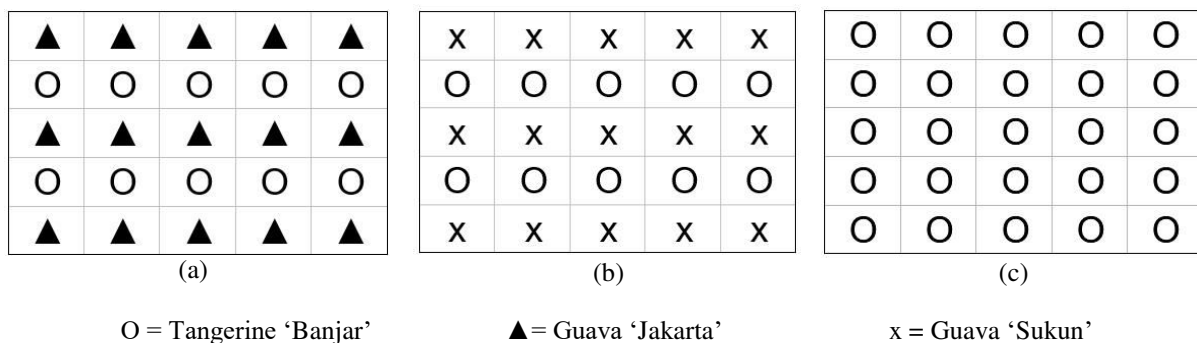 ▲ ▲ ▲ ▲ ▲ x x x x x O O O O O
O O O O O O O O O O O O O O O
▲ ▲ ▲ ▲ ▲ x x x x x O O O O O
O O O O O O O O O O O O O O O
▲ ▲ ▲ ▲ ▲ x x x x x O O O O O
(a) (b) (c)
O = Tangerine ‘Banjar’ ▲= Guava ‘Jakarta’ x = Guava ‘Sukun’